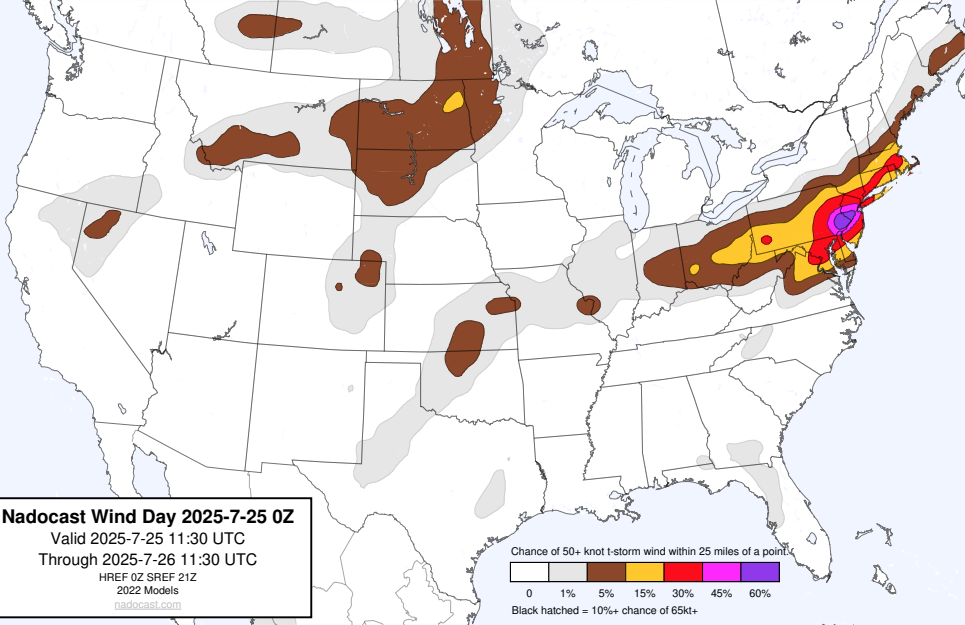 Nadocast Wind Day 2025-7-25 0Z
Valid 2025-7-25 11:30 UTC
Through 2025-7-26 11:30 UTC
HREF 0Z SREF 21Z
2022 Models
nadocast.com
Chance of 50+ knot t-storm wind within 25 miles of a point.
0 1% 5% 15% 30% 45% 60%
Black hatched = 10%+ chance of 65kt+